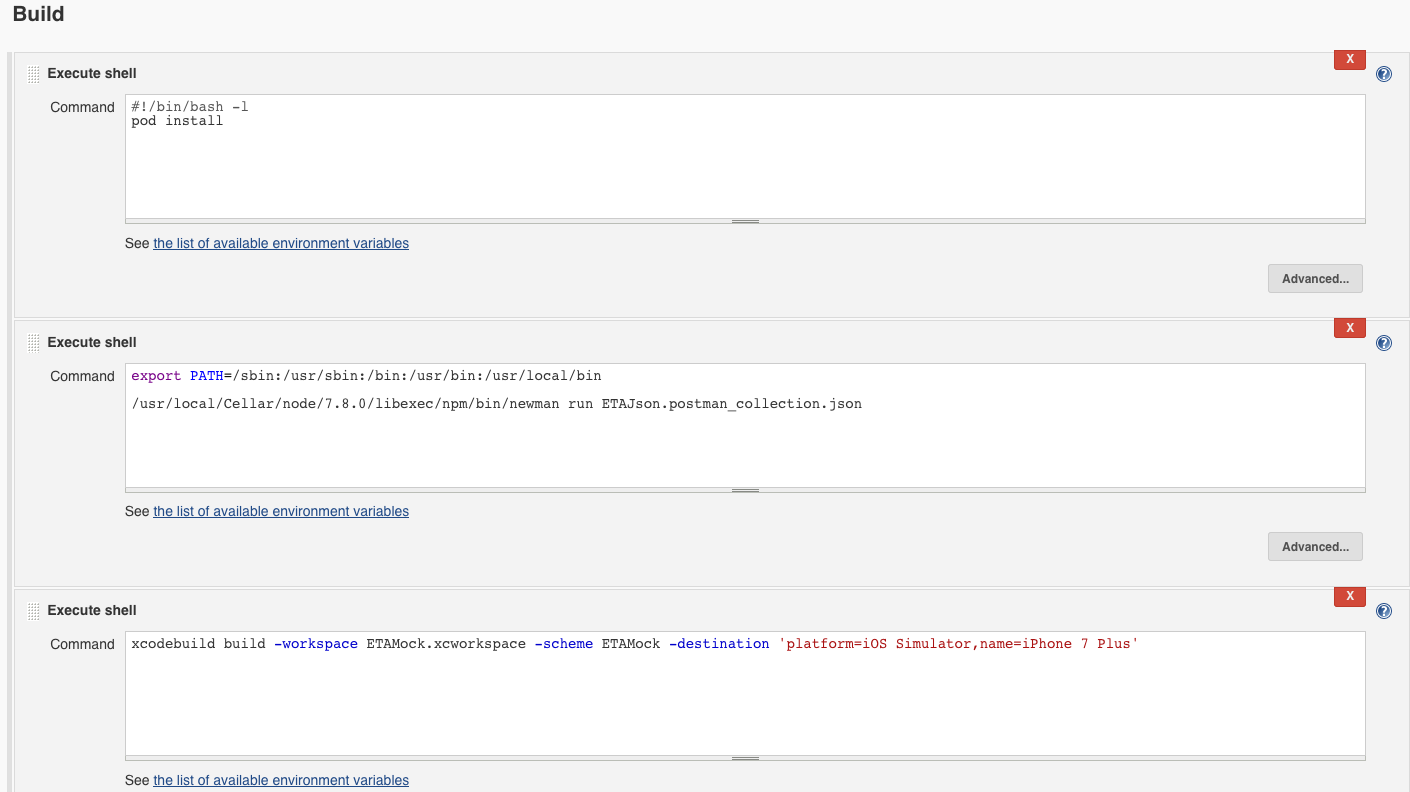 Build
X
Execute shell
?
Command
#!/bin/bash -l
pod install
See the list of available environment variables
Advanced...
X
Execute shell
?
Command
export PATH=/sbin:/usr/sbin:/bin:/usr/bin:/usr/local/bin
/usr/local/Cellar/node/7.8.0/libexec/npm/bin/newman run ETAJson.postman_collection.json
See the list of available environment variables
Advanced...
X
Execute shell
?
Command
xcodebuild build -workspace ETAMock.xcworkspace -scheme ETAMock -destination 'platform=iOS Simulator,name=iPhone 7 Plus'
See the list of available environment variables